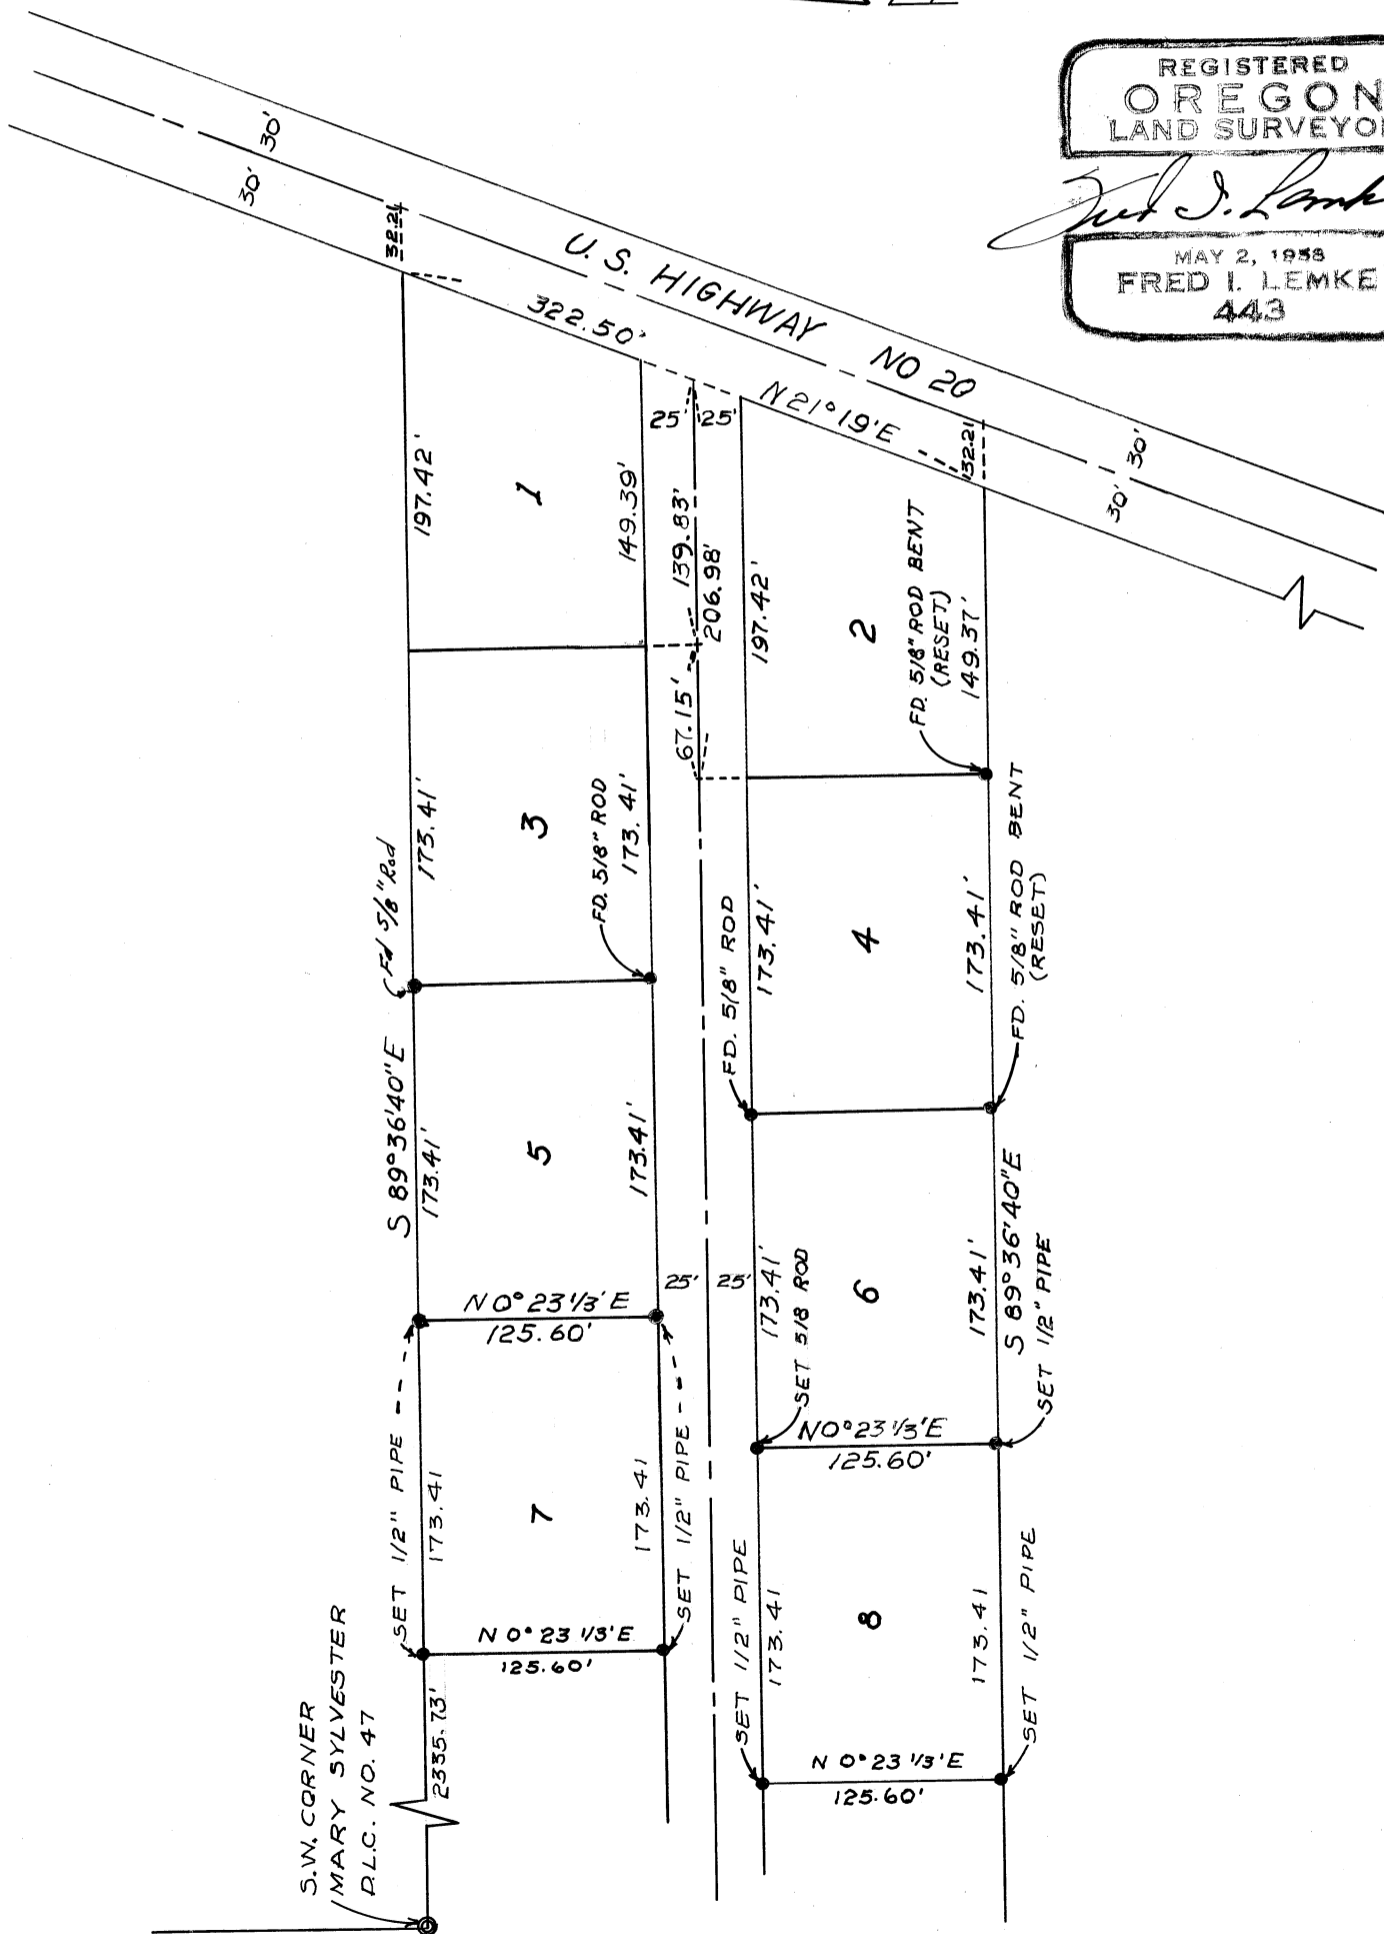 REGISTERED
OREGON
LAND SURVEYOR
MAY 2, 1958
FRED I. LEMKE
443
30'
30'
32.21
U. S. HIGHWAY NO 20
322.50'
N 21° 19' E
132.21
30'
30'
25'
25'
197.42'
1
149.39'
139.83'
206.98'
67.15'
197.42'
2
FD. 5/8" ROD BENT
(RESET)
149.37'
173.41'
3
FD. 5/8" ROD
173.41'
Fd 5/8" Rod
FD. 5/8" ROD
173.41'
4
173.41'
FD. 5/8" ROD BENT
(RESET)
S 89° 36' 40" E
173.41'
5
173.41'
25'
25'
173.41'
SET 5/8 ROD
6
173.41'
S 89° 36' 40" E
SET 1/2" PIPE
N 0° 23 1/3' E
125.60'
N 0° 23 1/3' E
125.60'
SET 1/2" PIPE
173.41
7
173.41
SET 1/2" PIPE
SET 1/2" PIPE
173.41
8
173.41
SET 1/2" PIPE
N 0° 23 1/3' E
125.60'
N 0° 23 1/3' E
125.60'
2335.73'
S.W. CORNER
MARY SYLVESTER
D.L.C. NO. 47